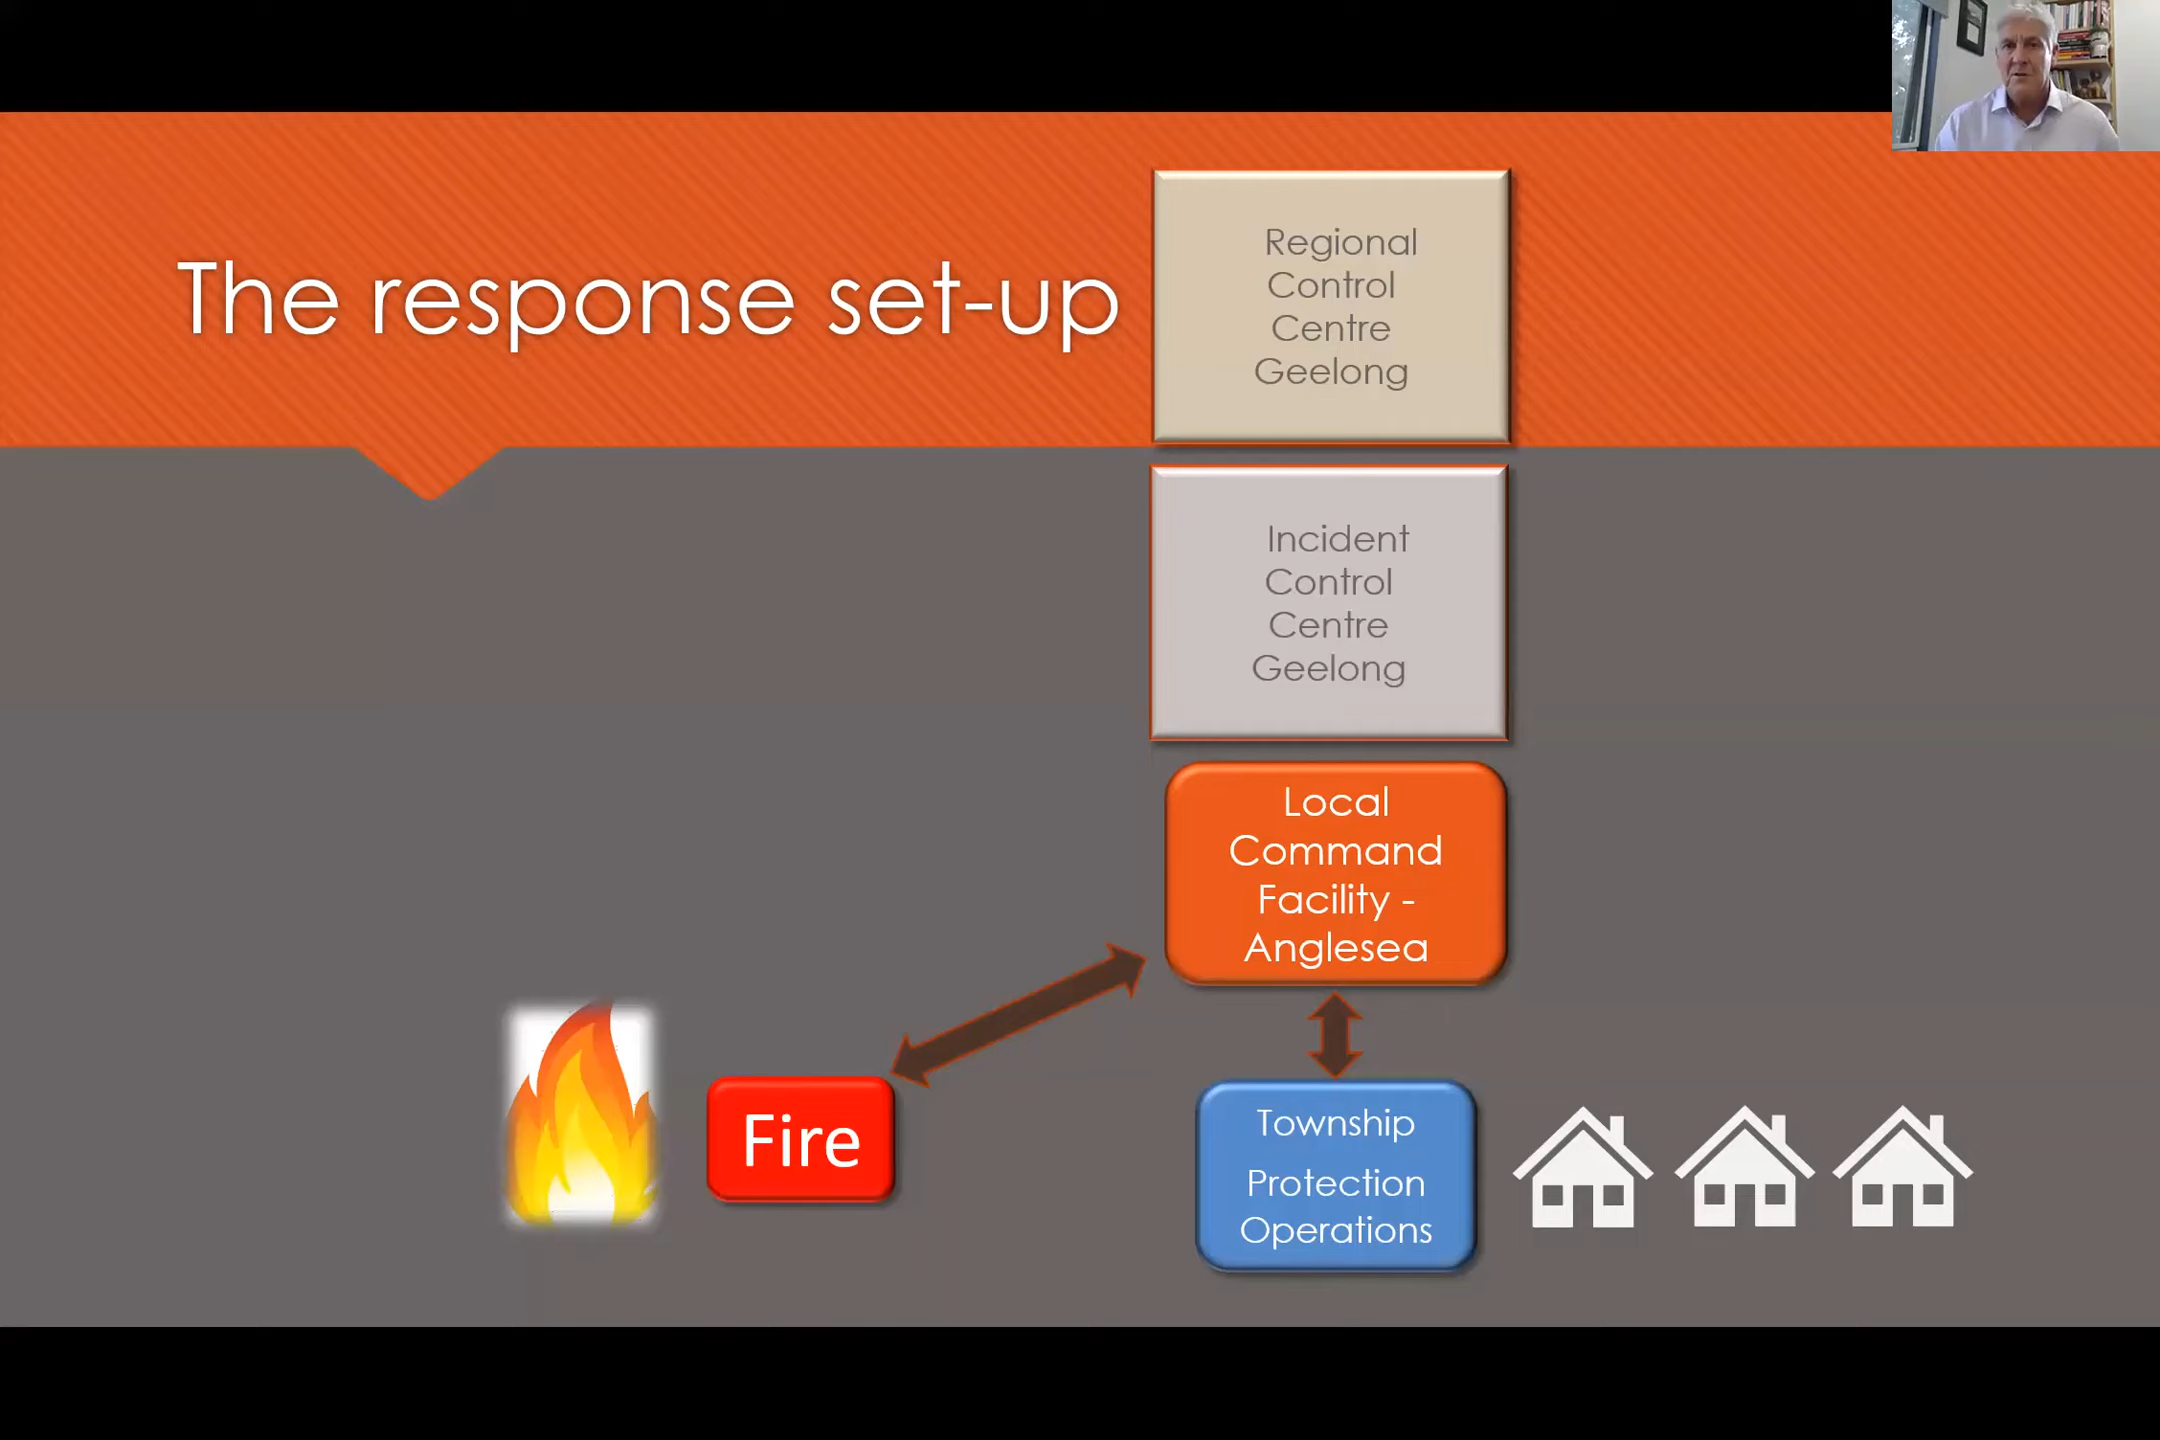 The response set-up
Regional
Control
Centre
Geelong
Incident
Control
Centre
Geelong
Local
Command
Facility -
Anglesea
Fire
Township
Protection
Operations